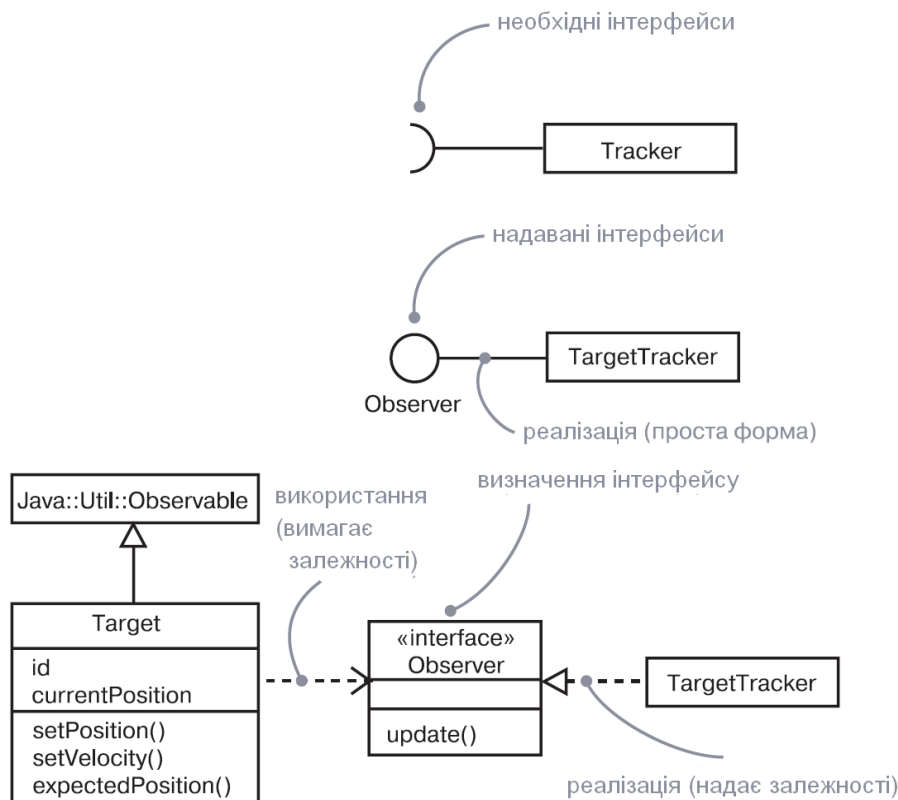 необхідні інтерфейси
Tracker
надавані інтерфейси
TargetTracker
Observer
реалізація (проста форма)
визначення інтерфейсу
Java::Util::Observable
використання
(вимагає
залежності)
Target
id
currentPosition
setPosition()
setVelocity()
expectedPosition()
«interface»
Observer
update()
TargetTracker
реалізація (надає залежності)